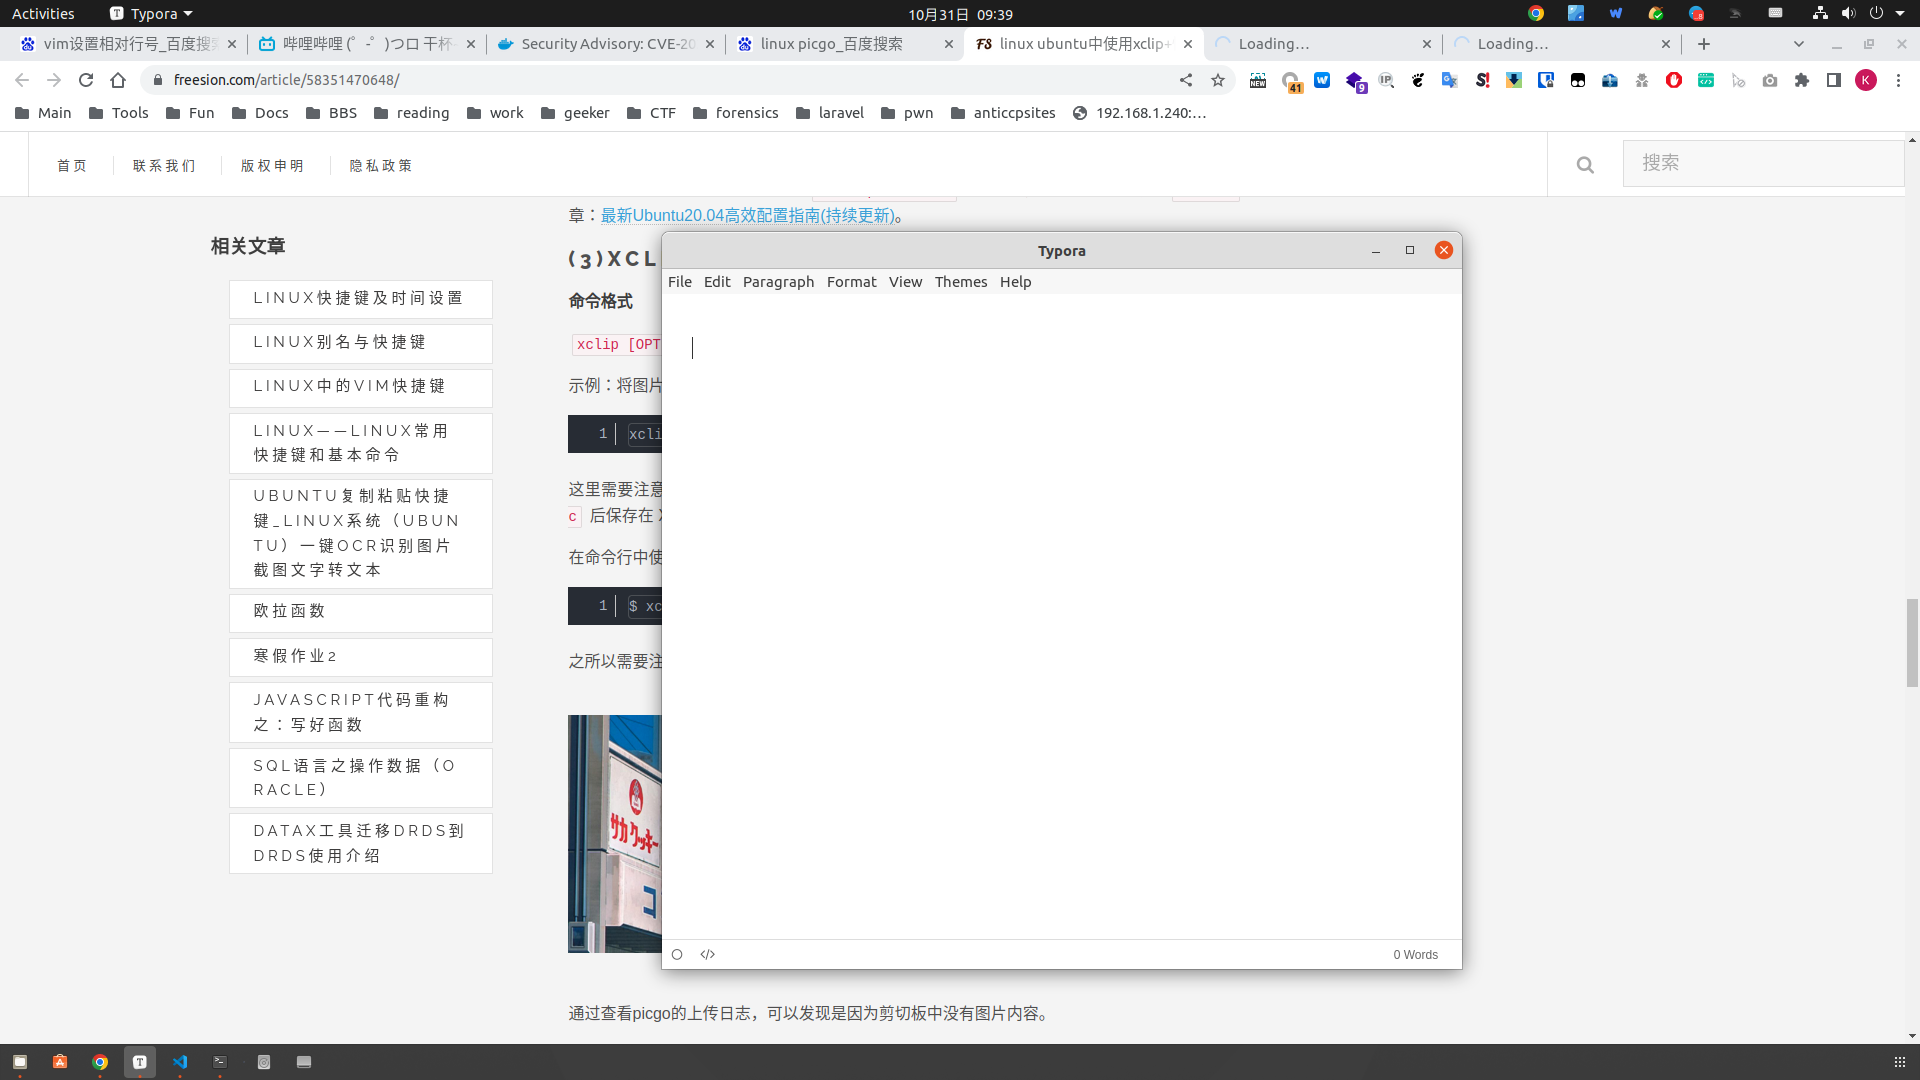 Activities
Typora
10月31日 09:39
vim设置相对行号_百度搜
哔哩哔哩 (゜-゜)つロ 干杯
Security Advisory: CVE-20
linux picgo_百度搜索
linux ubuntu中使用xclip+
Loading…
Loading…
freesion.com/article/58351470648/
NEW
41
9
IP
S!
K
Main
Tools
Fun
Docs
BBS
reading
work
geeker
CTF
forensics
laravel
pwn
anticcpsites
192.168.1.240:…
首页
联系我们
版权申明
隐私政策
搜索
相关文章
LINUX快捷键及时间设置
LINUX别名与快捷键
LINUX中的VIM快捷键
LINUX——LINUX常用
快捷键和基本命令
UBUNTU复制粘贴快捷
键_LINUX系统（UBUN
TU）一键OCR识别图片
截图文字转文本
欧拉函数
寒假作业2
JAVASCRIPT代码重构
之：写好函数
SQL语言之操作数据（O
RACLE）
DATAX工具迁移DRDS到
DRDS使用介绍
章：最新Ubuntu20.04高效配置指南(持续更新)。
(3)XCL
命令格式
xclip [OPT
示例：将图片
1
xcli
这里需要注意
c 后保存在 X
在命令行中使
1
$ xc
之所以需要注
サカクッキー
コ
通过查看picgo的上传日志，可以发现是因为剪切板中没有图片内容。
Typora
File
Edit
Paragraph
Format
View
Themes
Help
0 Words